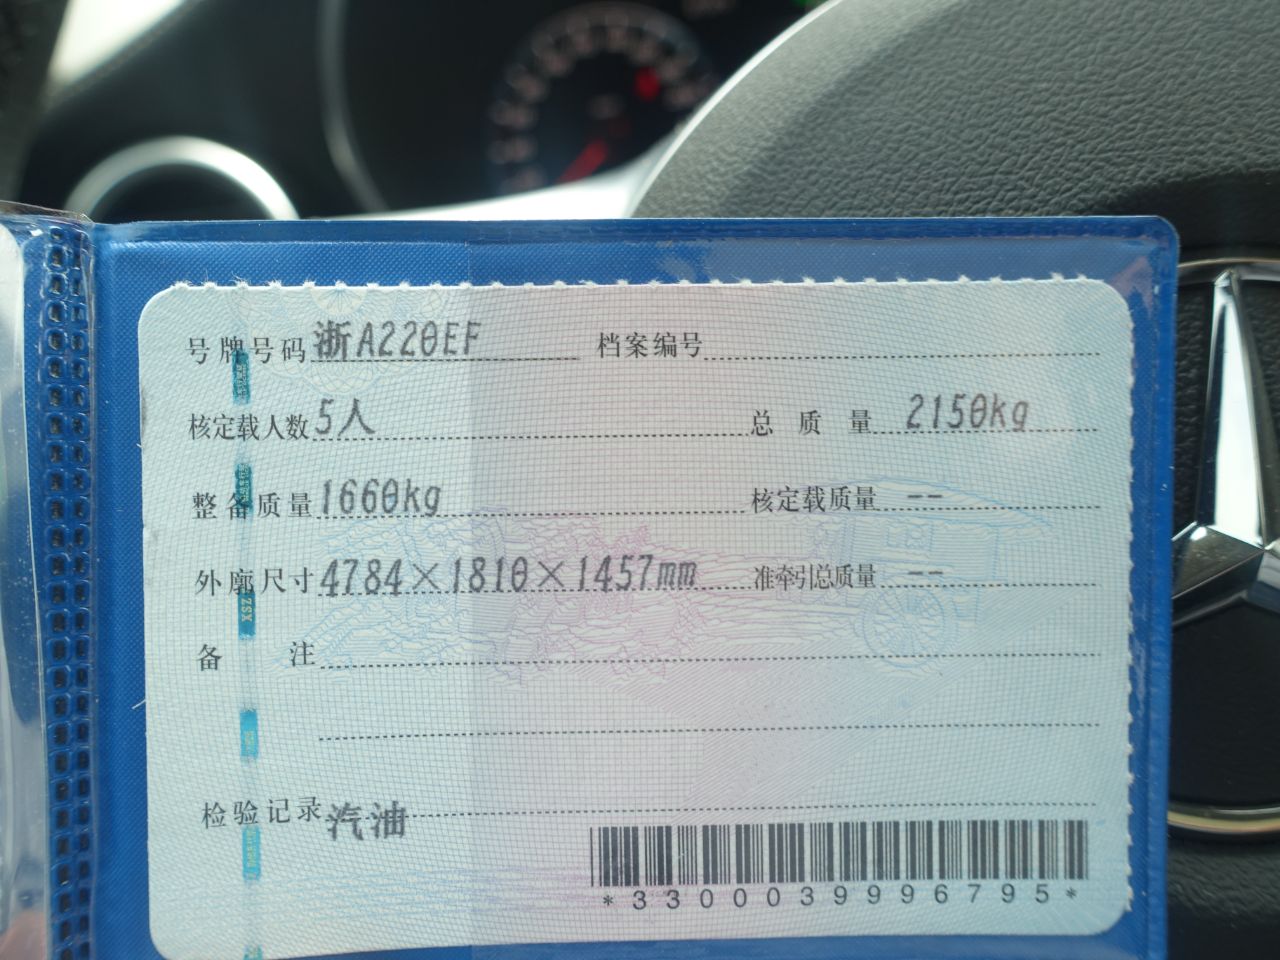 号牌号码 浙A220EF 档案编号
核定载人数 5人 总质量 2150kg
整备质量 1660kg 核定载质量 --
外廓尺寸 4784×1810×1457mm 准牵引总质量 --
备注
检验记录 汽油
*3300039996795*
XSZ